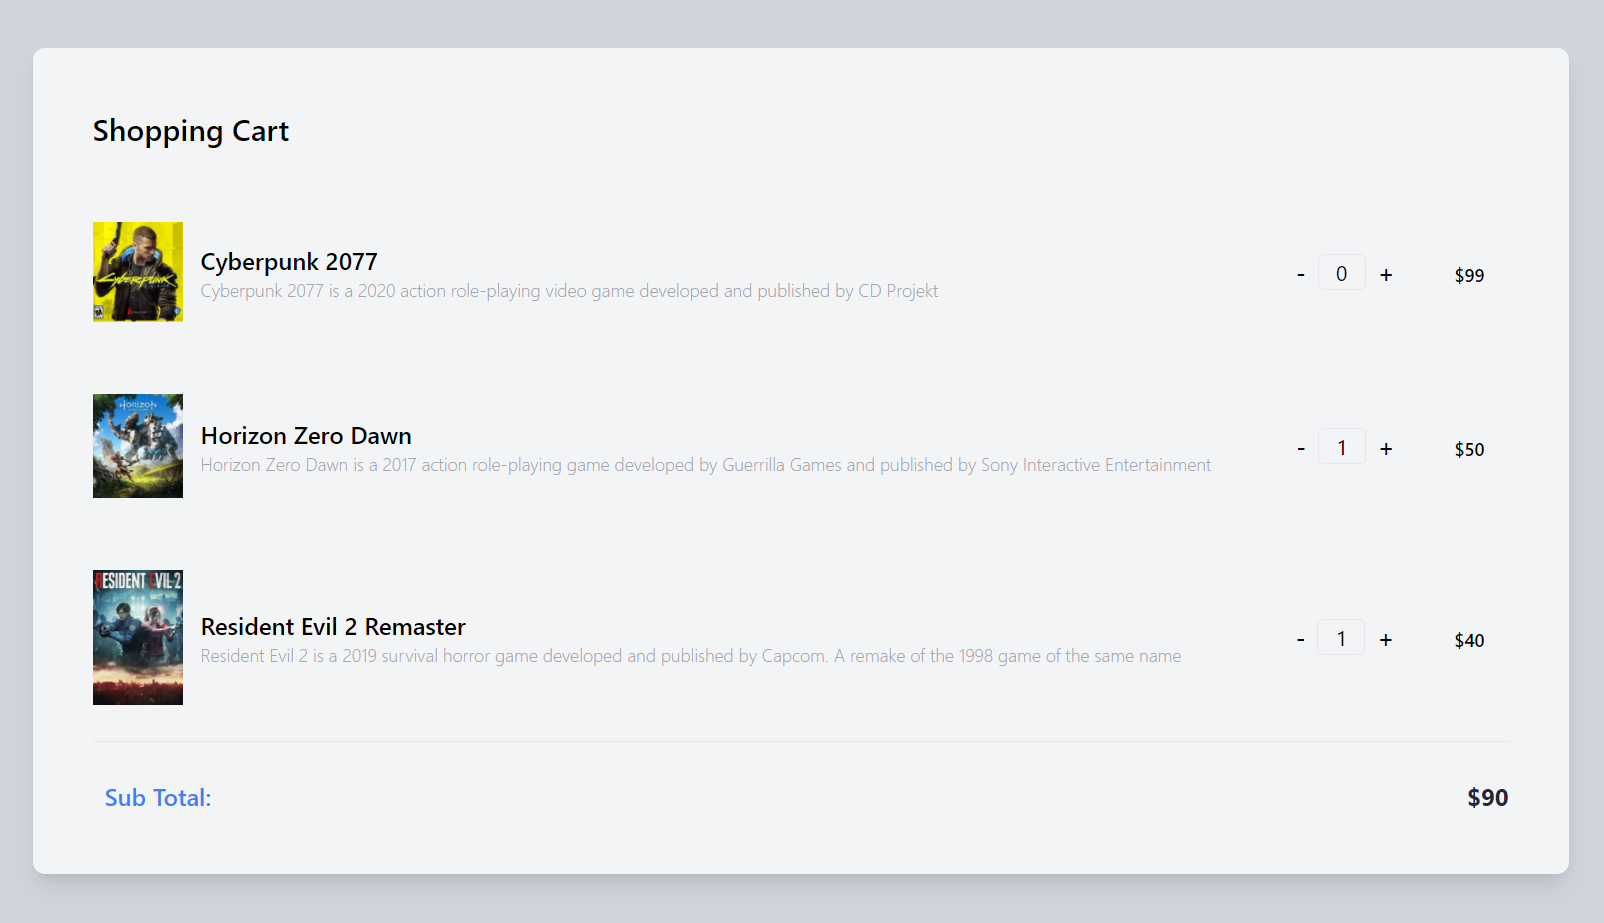 Shopping Cart
CYBERPUNK
Cyberpunk 2077
Cyberpunk 2077 is a 2020 action role-playing video game developed and published by CD Projekt
- 0 + $99
HORIZON
Horizon Zero Dawn
Horizon Zero Dawn is a 2017 action role-playing game developed by Guerrilla Games and published by Sony Interactive Entertainment
- 1 + $50
RESIDENT EVIL 2
Resident Evil 2 Remaster
Resident Evil 2 is a 2019 survival horror game developed and published by Capcom. A remake of the 1998 game of the same name
- 1 + $40
Sub Total: $90